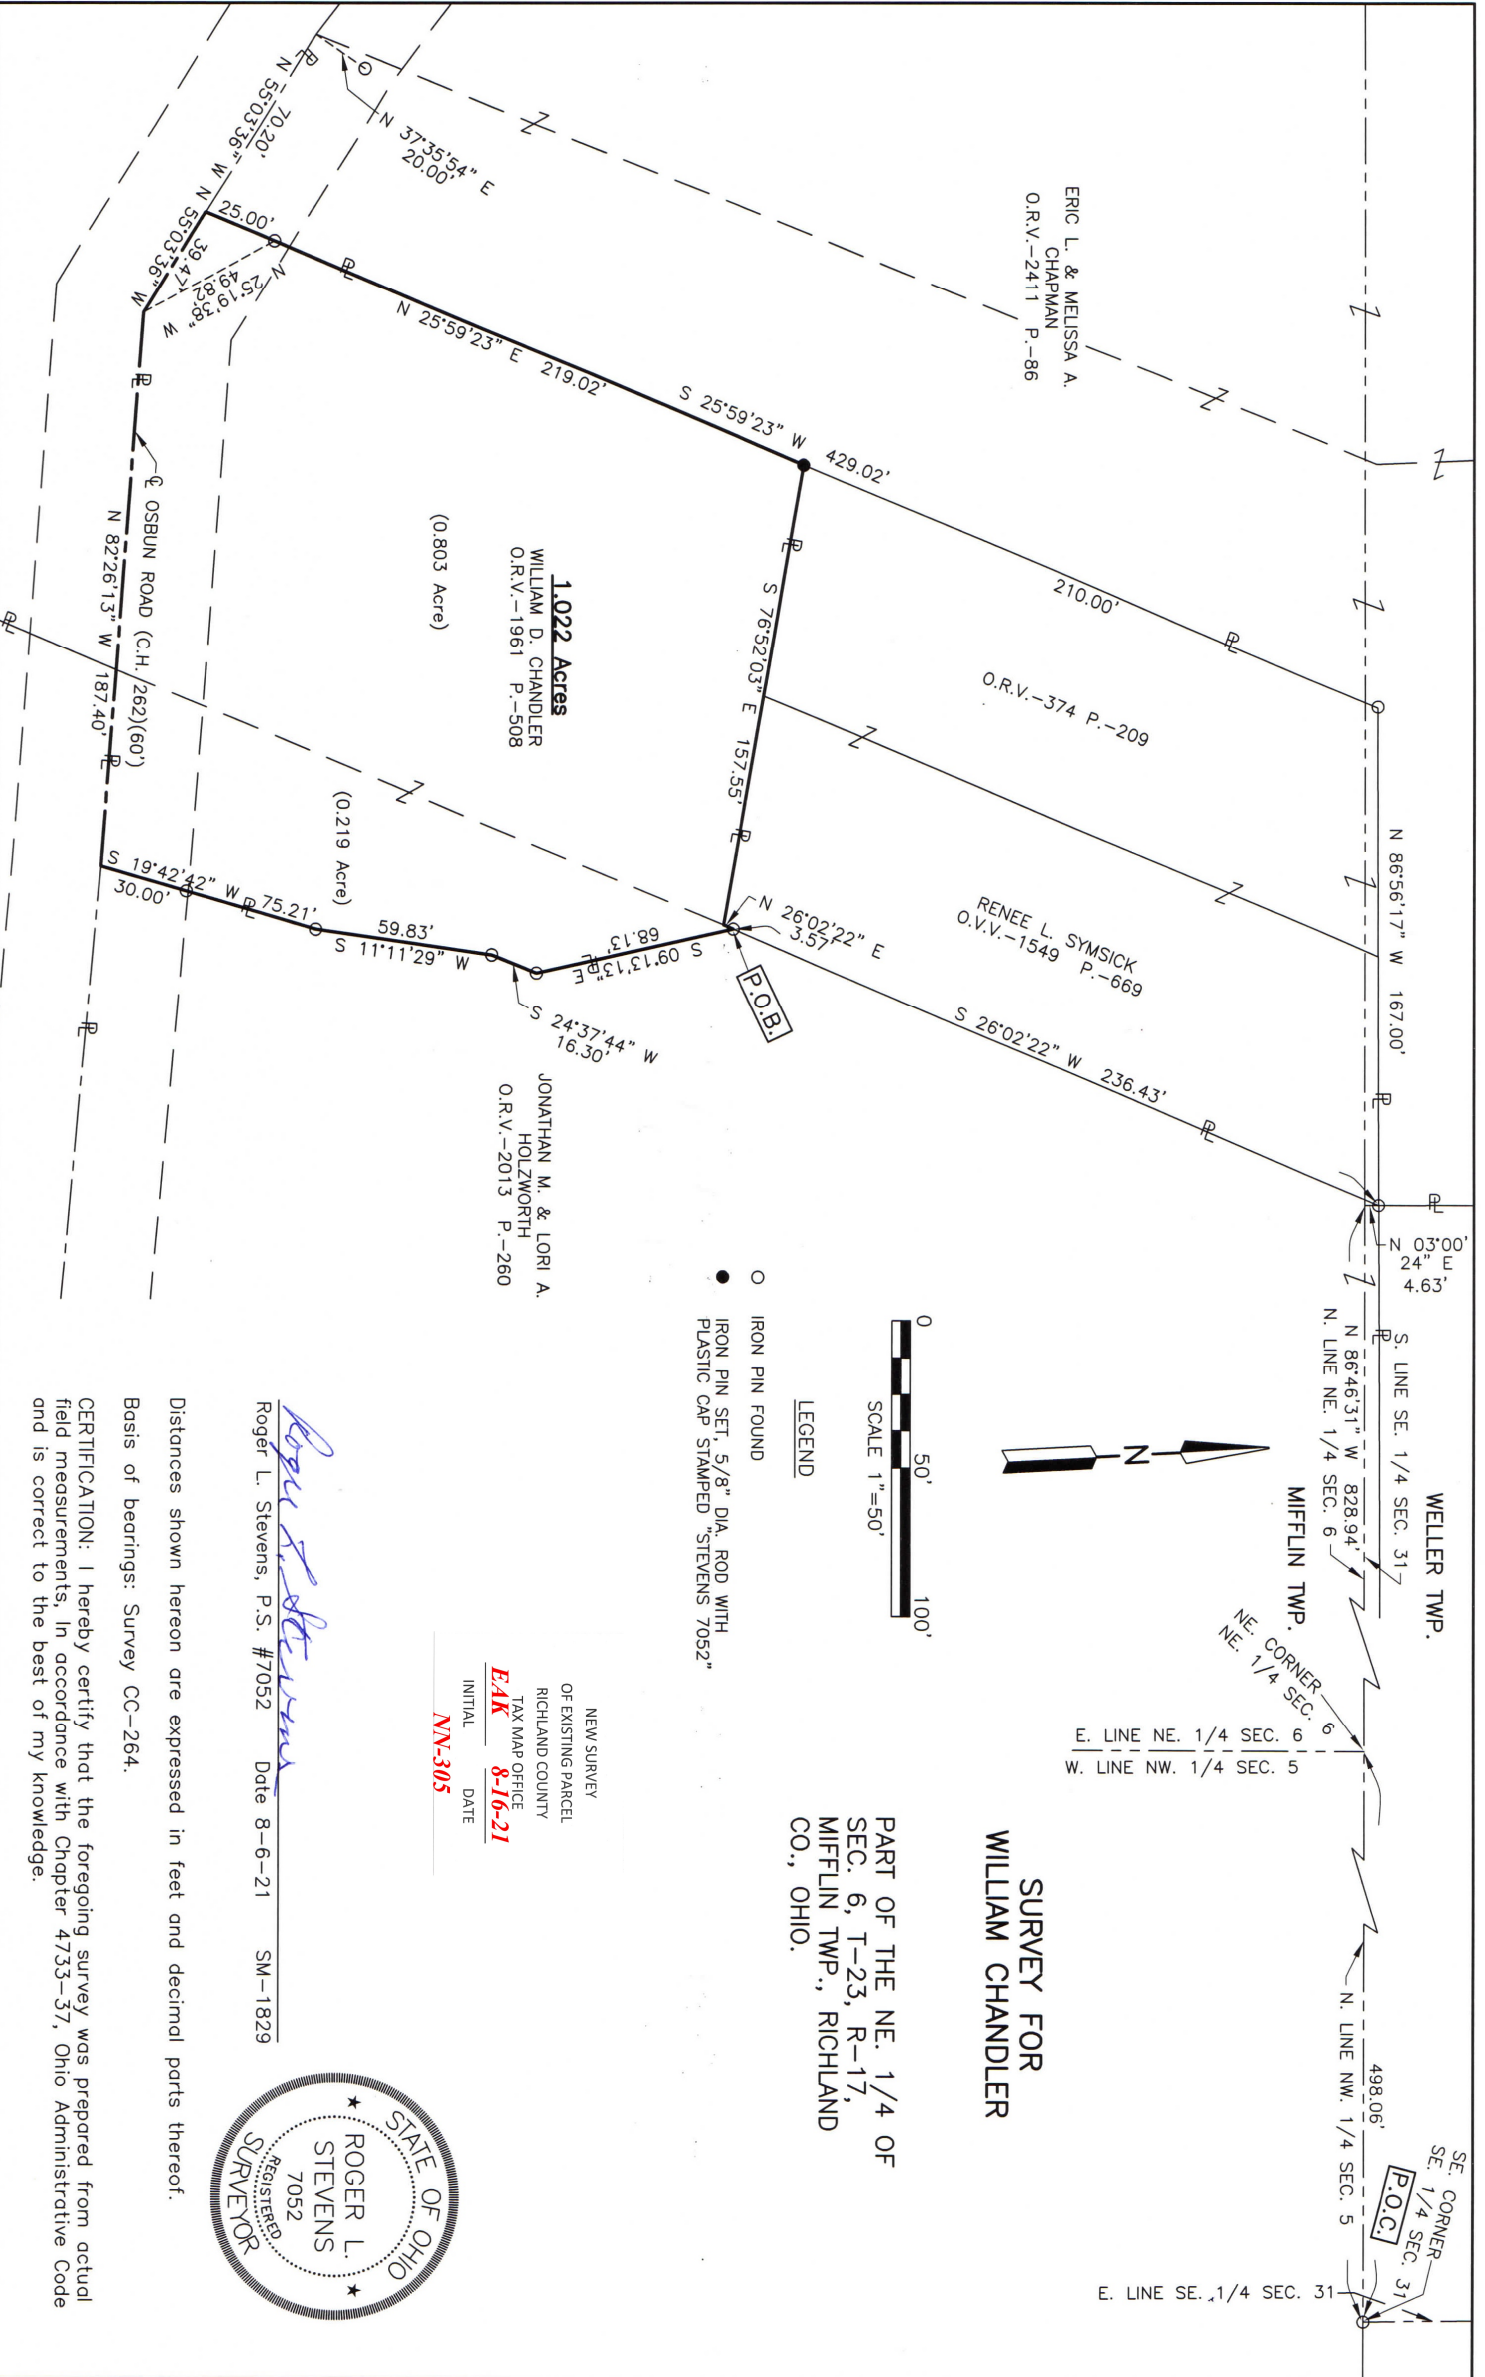 WELLER TWP.
MIFFLIN TWP.
SE. CORNER
SE. 1/4 SEC. 31
P.O.C.
498.06'
N. LINE NW. 1/4 SEC. 5
E. LINE SE. 1/4 SEC. 31
NE. CORNER
NE. 1/4 SEC. 6
E. LINE NE. 1/4 SEC. 6
W. LINE NW. 1/4 SEC. 5
S. LINE SE. 1/4 SEC. 31
N 86°46'31" W 828.94'
N. LINE NE. 1/4 SEC. 6
N 03°00'
24" E
4.63'
N 86°56'17" W 167.00'
ERIC L. & MELISSA A.
CHAPMAN
O.R.V.-2411 P.-86
210.00'
O.R.V.-374 P.-209
RENEE L. SYMSICK
O.V.V.-1549 P.-669
S 26°02'22" W 236.43'
429.02'
S 25°59'23" W
N 25°59'23" E 219.02'
S 76°52'03" E 157.55'
N 26°02'22" E
3.57'
P.O.B.
S 09°13'13" E
68.13'
S 24°37'44" W
16.30'
59.83'
S 11°11'29" W
75.21'
S 19°42'42" W
30.00'
1.022 Acres
WILLIAM D. CHANDLER
O.R.V.-1961 P.-508
(0.803 Acre)
(0.219 Acre)
JONATHAN M. & LORI A.
HOLZWORTH
O.R.V.-2013 P.-260
N 37°35'54" E
20.00'
70.20'
N 55°03'36" W
25.00'
N 55°03'36" W
39.47'
N 25°19'38" W
49.82'
℄ OSBUN ROAD (C.H. 262)(60')
N 82°26'13" W 187.40'
N
0 50' 100'
SCALE 1"=50'
LEGEND
IRON PIN FOUND
IRON PIN SET, 5/8" DIA. ROD WITH
PLASTIC CAP STAMPED "STEVENS 7052"
SURVEY FOR
WILLIAM CHANDLER
PART OF THE NE. 1/4 OF
SEC. 6, T-23, R-17,
MIFFLIN TWP., RICHLAND
CO., OHIO.
NEW SURVEY
OF EXISTING PARCEL
RICHLAND COUNTY
TAX MAP OFFICE
EAK 8-16-21
INITIAL DATE
NN-305
Roger L. Stevens
Roger L. Stevens, P.S. #7052 Date 8-6-21 SM-1829
Distances shown hereon are expressed in feet and decimal parts thereof.
Basis of bearings: Survey CC-264.
CERTIFICATION: I hereby certify that the foregoing survey was prepared from actual
field measurements, In accordance with Chapter 4733-37, Ohio Administrative Code
and is correct to the best of my knowledge.
STATE OF OHIO
ROGER L.
STEVENS
7052
REGISTERED
SURVEYOR